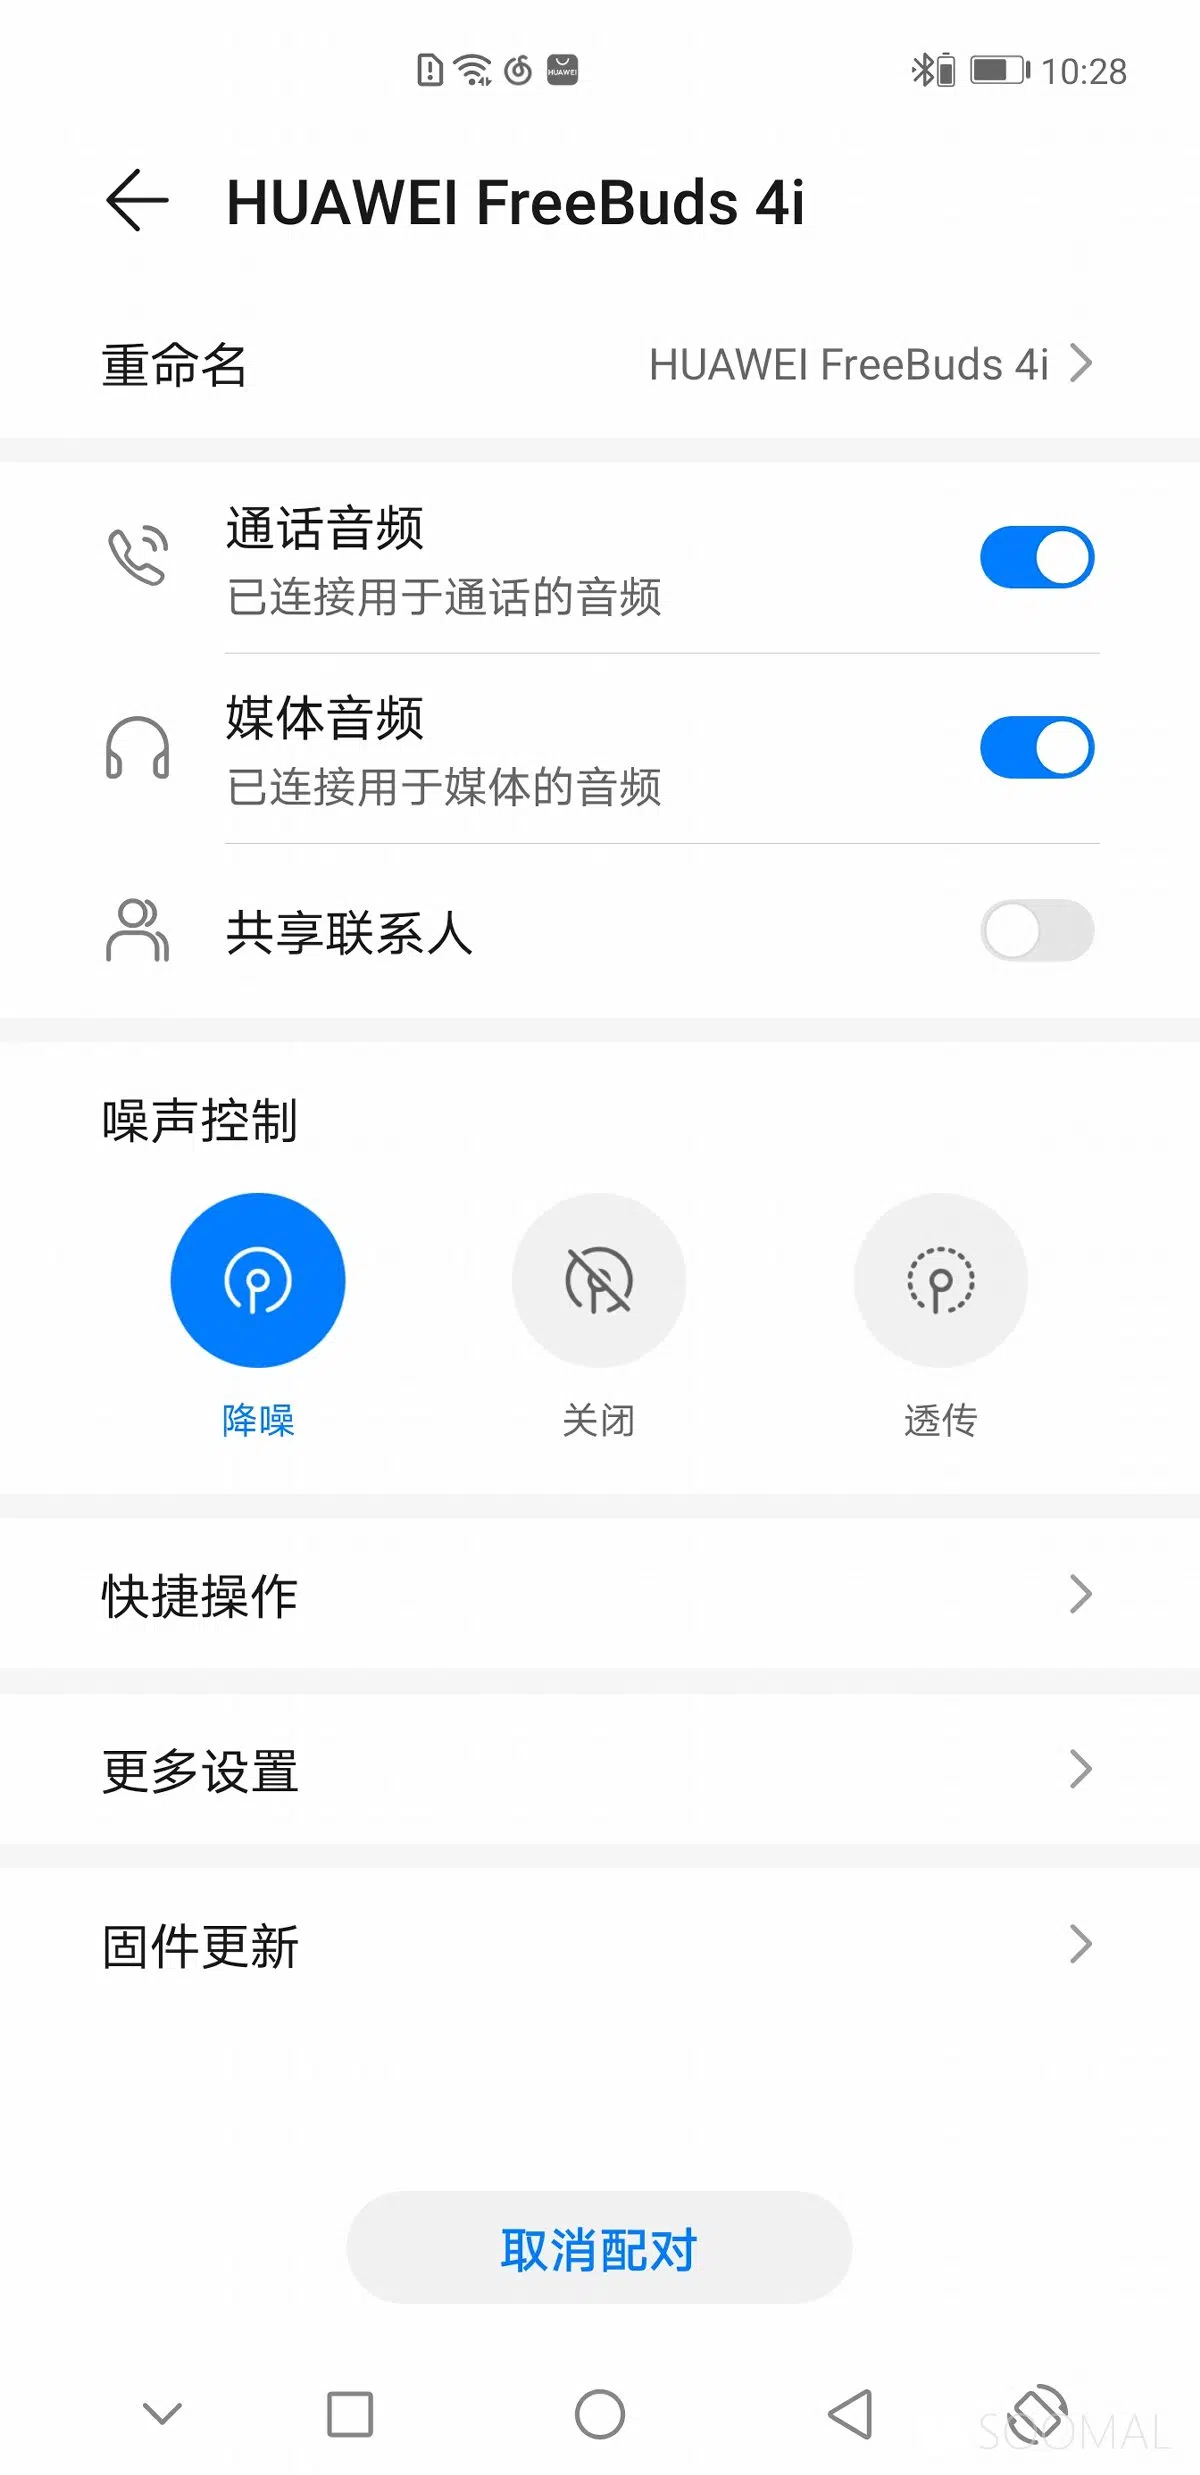 10:28
HUAWEI
HUAWEI FreeBuds 4i
重命名 HUAWEI FreeBuds 4i
通话音频
已连接用于通话的音频
媒体音频
已连接用于媒体的音频
共享联系人
噪声控制
降噪 关闭 透传
快捷操作
更多设置
固件更新
取消配对
SOOMAL